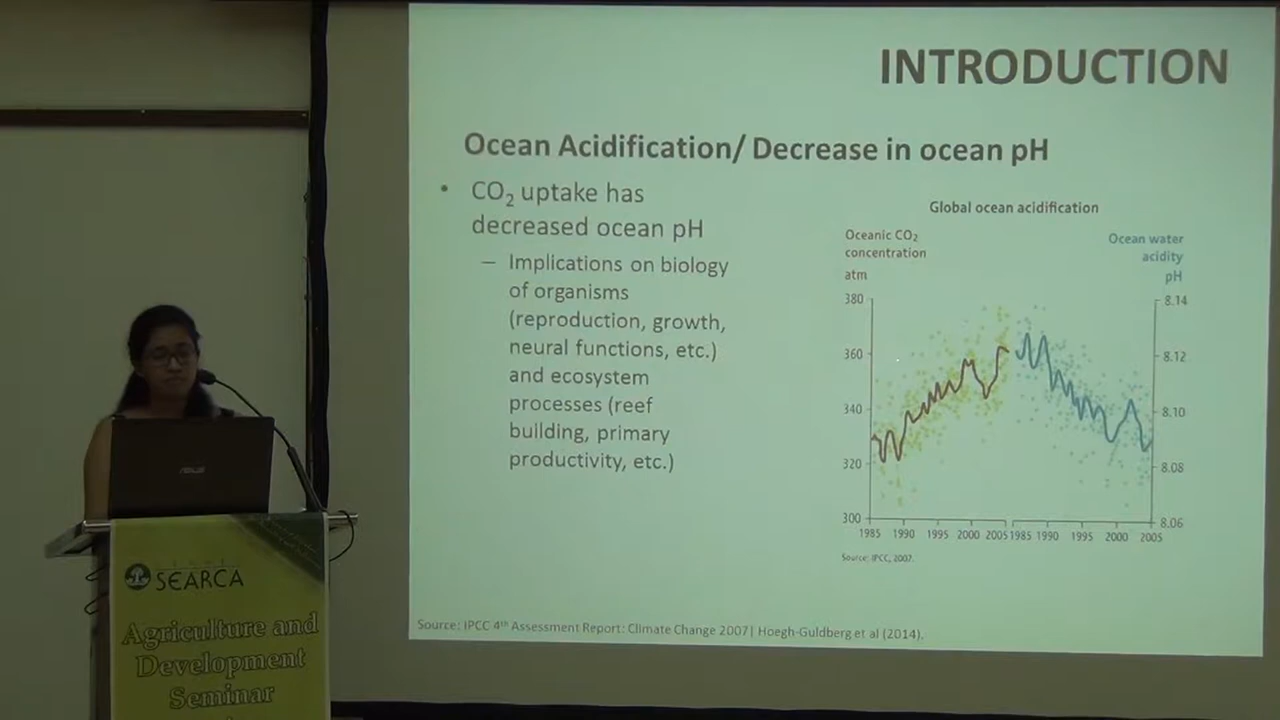 INTRODUCTION
Ocean Acidification/ Decrease in ocean pH
• CO₂ uptake has
decreased ocean pH
– Implications on biology
of organisms
(reproduction, growth,
neural functions, etc.)
and ecosystem
processes (reef
building, primary
productivity, etc.)
Global ocean acidification
Oceanic CO₂
concentration
atm
Ocean water
acidity
pH
380
360
340
320
300
8.14
8.12
8.10
8.08
8.06
1985 1990 1995 2000 2005 1985 1990 1995 2000 2005
Source: IPCC, 2007.
Source: IPCC 4th Assessment Report: Climate Change 2007| Hoegh-Guldberg et al (2014).
ASUS
SEARCA
Agriculture and
Development
Seminar